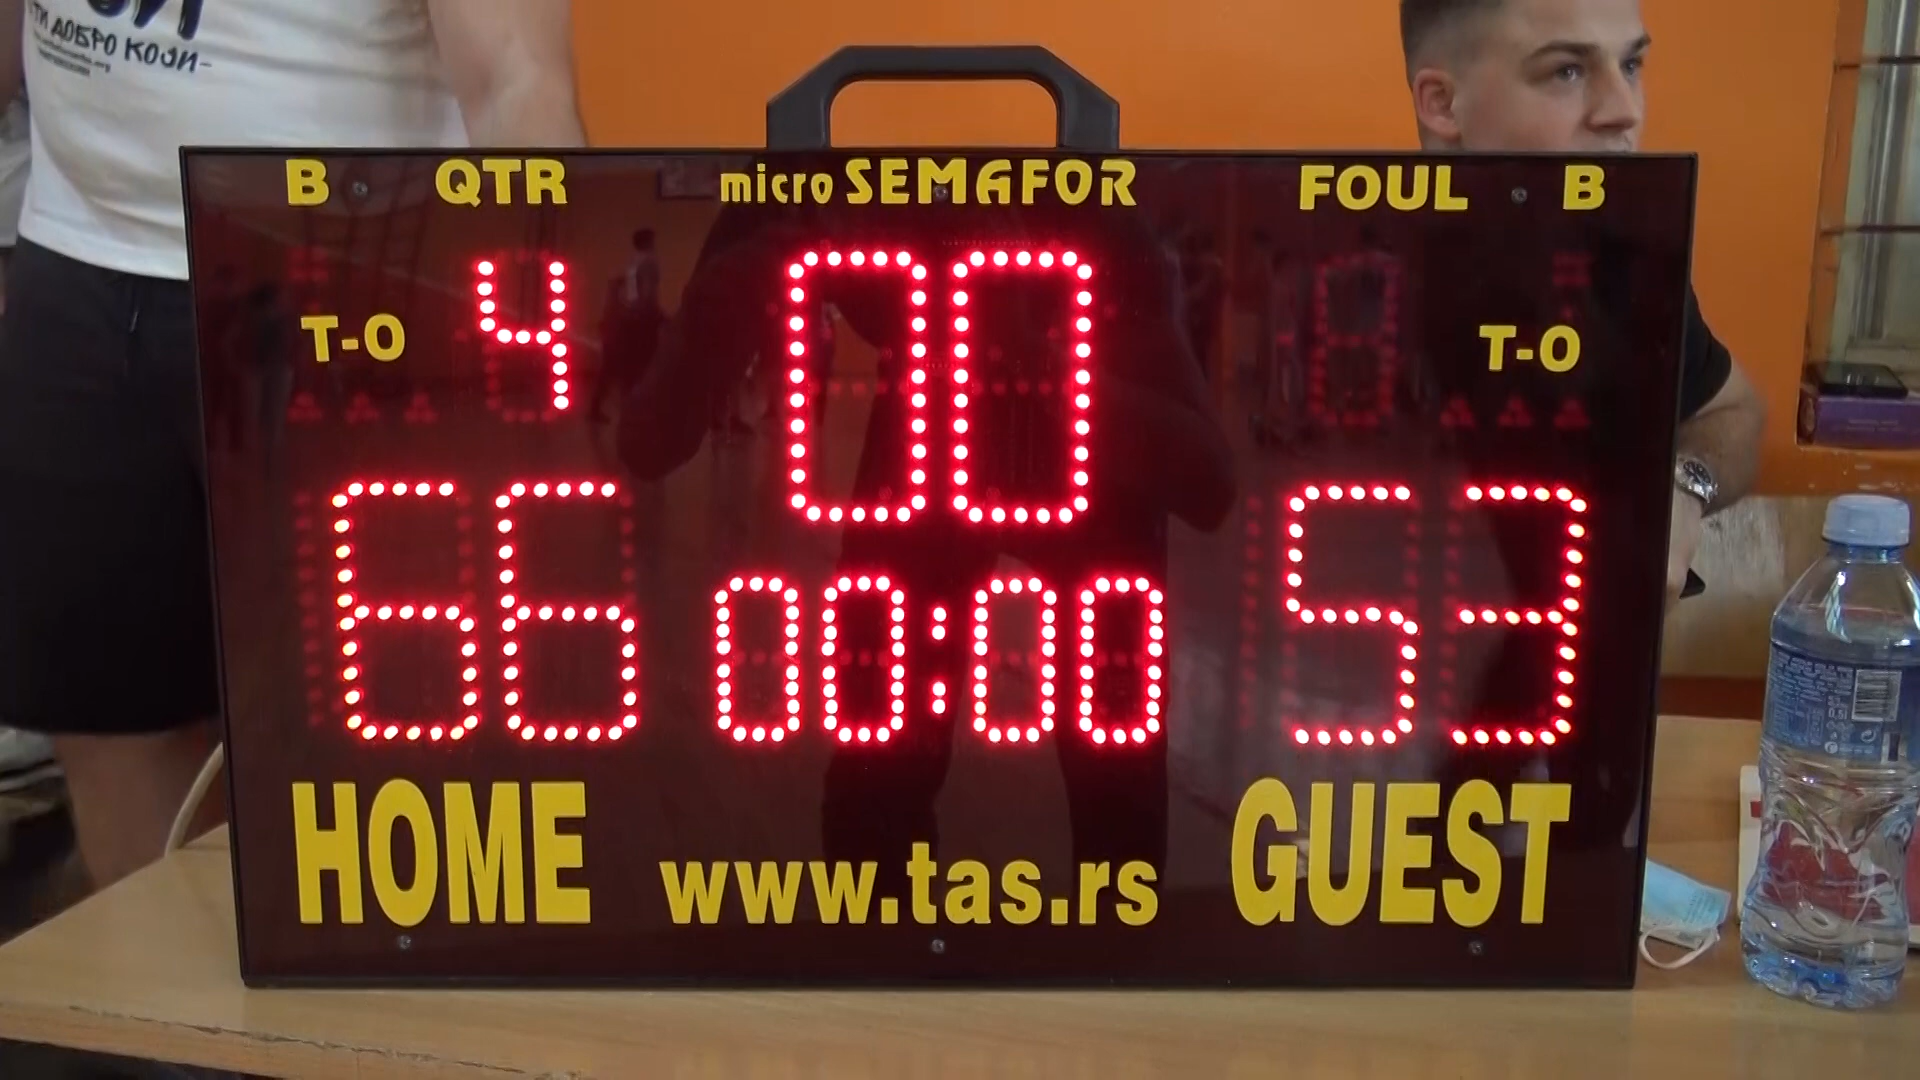 ТИ ДОБРО КОЈИ-
B QTR micro SEMAFOR FOUL B
4 00
T-O T-O
66 00:00 53
HOME www.tas.rs GUEST